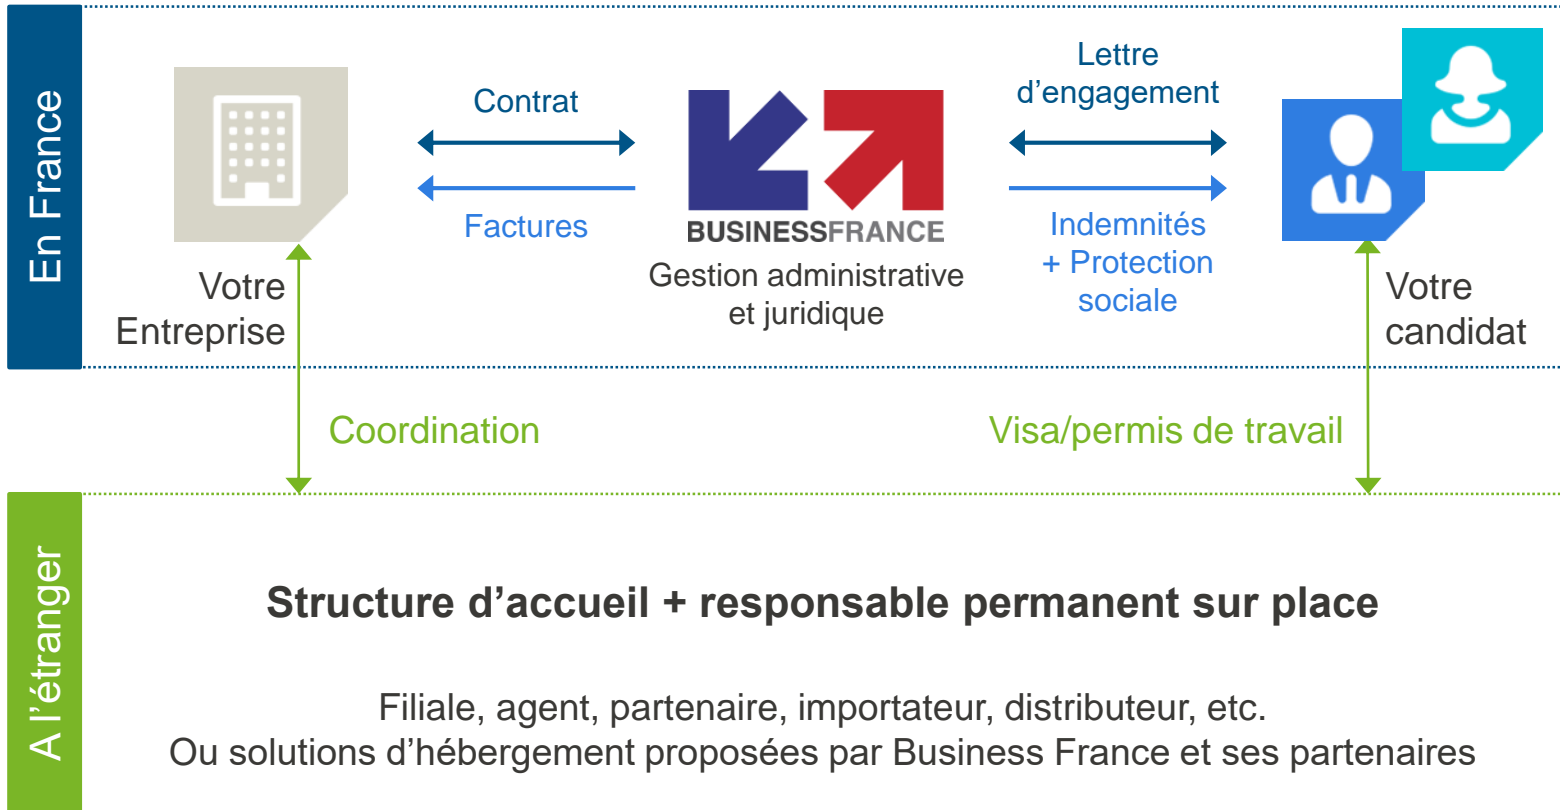 En France
Contrat
Factures
Votre
Entreprise
BUSINESSFRANCE
Gestion administrative
et juridique
Lettre
d’engagement
Indemnités
+ Protection
sociale
Votre
candidat
Coordination
Visa/permis de travail
A l’étranger
Structure d’accueil + responsable permanent sur place
Filiale, agent, partenaire, importateur, distributeur, etc.
Ou solutions d’hébergement proposées par Business France et ses partenaires